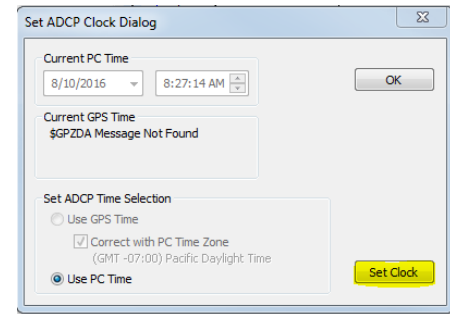 Set ADCP Clock Dialog
Current PC Time
8/10/2016
8:27:14 AM
OK
Current GPS Time
$GPZDA Message Not Found
Set ADCP Time Selection
Use GPS Time
Correct with PC Time Zone
(GMT -07:00) Pacific Daylight Time
Use PC Time
Set Clock